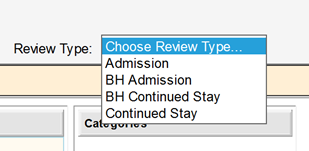 Review Type: Choose Review Type...
Admission
BH Admission
BH Continued Stay
Continued Stay
Categories